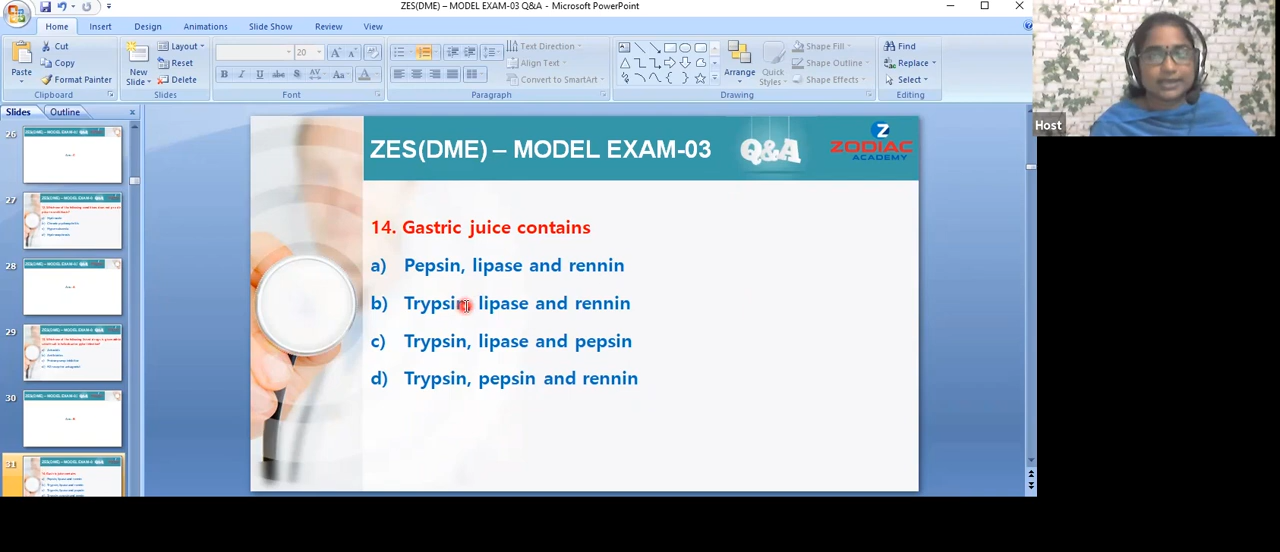 ZES(DME) – MODEL EXAM-03 Q&A - Microsoft PowerPoint
Home Insert Design Animations Slide Show Review View
Paste
Cut
Copy
Format Painter
Clipboard
New Slide
Layout
Reset
Delete
Slides
20
B I U abc S AV Aa A
Font
Text Direction
Align Text
Convert to SmartArt
Paragraph
Arrange
Quick Styles
Shape Fill
Shape Outline
Shape Effects
Drawing
Find
Replace
Select
Editing
Slides Outline
26
27
28
29
30
31
ZES(DME) – MODEL EXAM-03
Q&A
Z
ZODIAC
ACADEMY
14. Gastric juice contains
a) Pepsin, lipase and rennin
b) Trypsin, lipase and rennin
c) Trypsin, lipase and pepsin
d) Trypsin, pepsin and rennin
Host